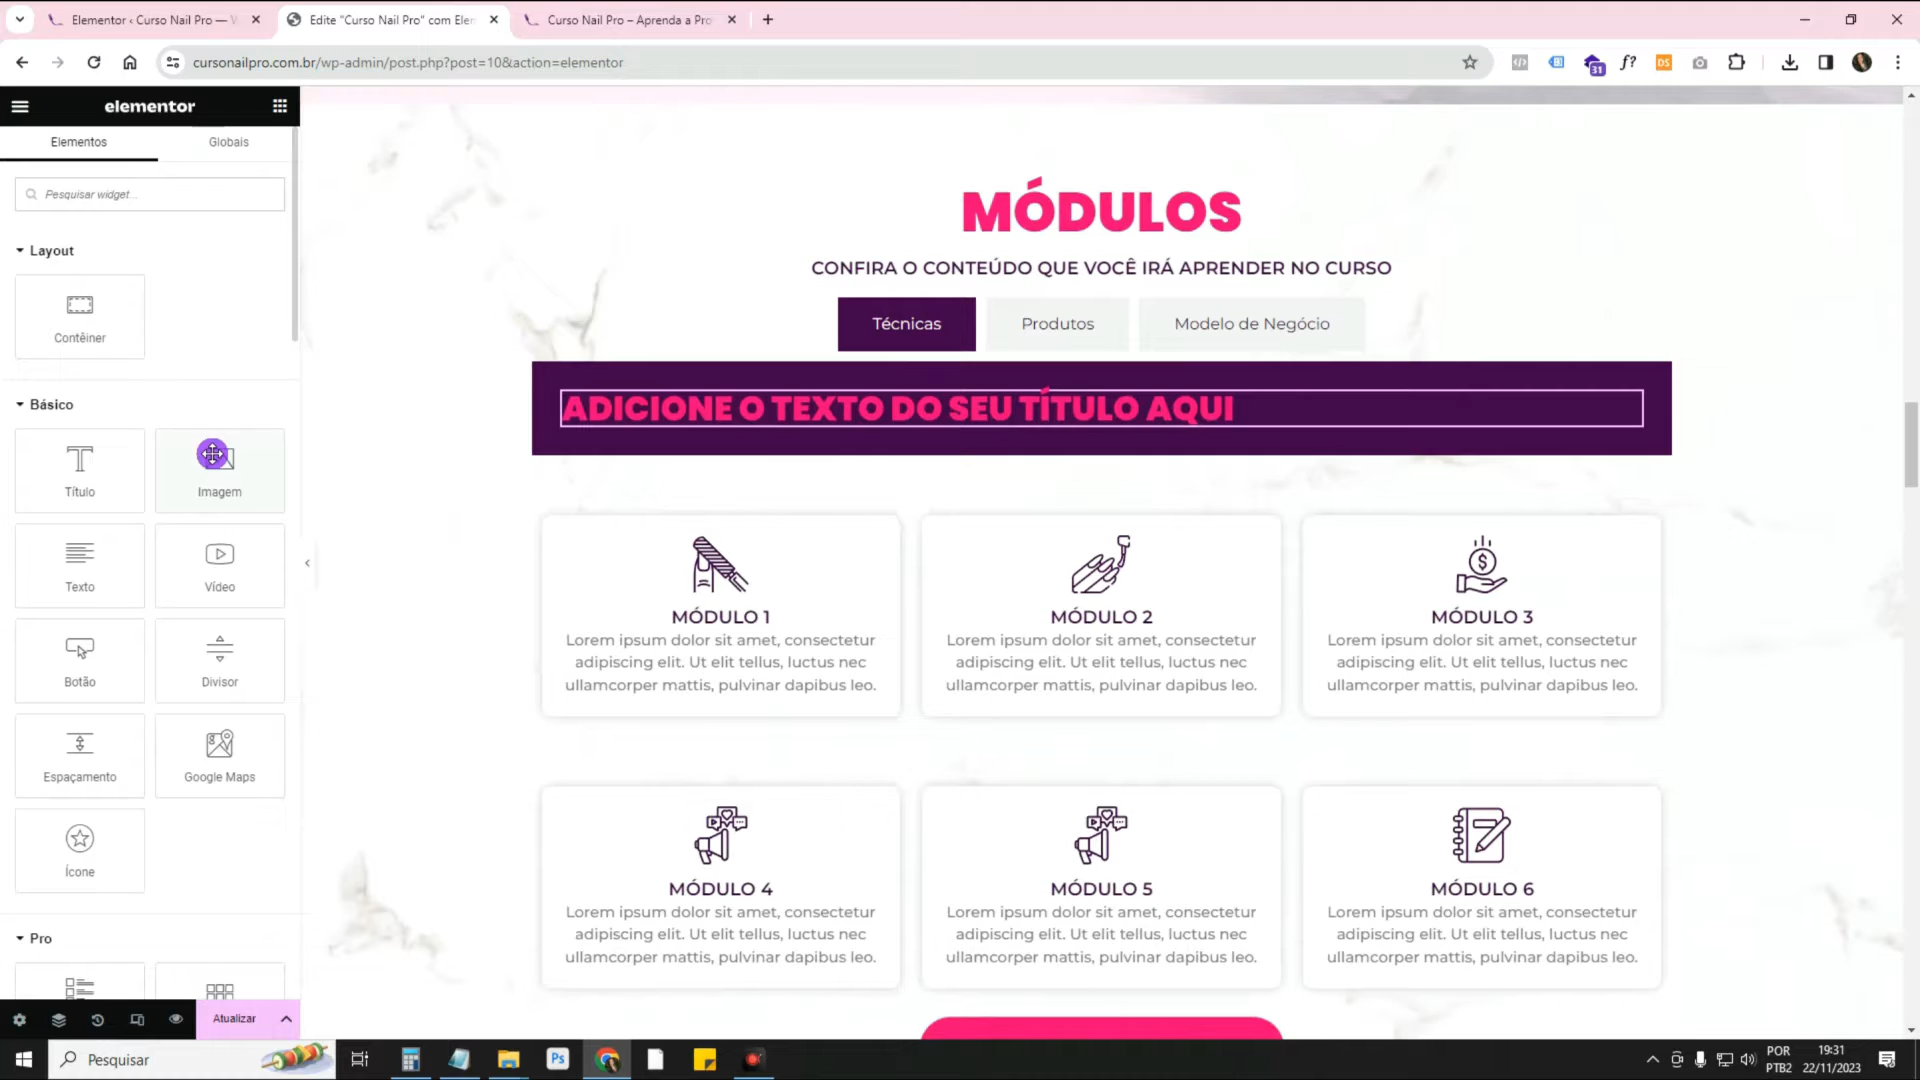 Elementor ‹ Curso Nail Pro — W
Edite "Curso Nail Pro" com Elem
Curso Nail Pro – Aprenda a Pro
cursonailpro.com.br/wp-admin/post.php?post=10&action=elementor
31
f?
DS
elementor
Elementos
Globais
Pesquisar widget...
Layout
Contêiner
Básico
Título
Imagem
Texto
Vídeo
Botão
Divisor
Espaçamento
Google Maps
Ícone
Pro
Atualizar
MÓDULOS
CONFIRA O CONTEÚDO QUE VOCÊ IRÁ APRENDER NO CURSO
Técnicas
Produtos
Modelo de Negócio
ADICIONE O TEXTO DO SEU TÍTULO AQUI
MÓDULO 1
Lorem ipsum dolor sit amet, consectetur
adipiscing elit. Ut elit tellus, luctus nec
ullamcorper mattis, pulvinar dapibus leo.
MÓDULO 2
Lorem ipsum dolor sit amet, consectetur
adipiscing elit. Ut elit tellus, luctus nec
ullamcorper mattis, pulvinar dapibus leo.
MÓDULO 3
Lorem ipsum dolor sit amet, consectetur
adipiscing elit. Ut elit tellus, luctus nec
ullamcorper mattis, pulvinar dapibus leo.
MÓDULO 4
Lorem ipsum dolor sit amet, consectetur
adipiscing elit. Ut elit tellus, luctus nec
ullamcorper mattis, pulvinar dapibus leo.
MÓDULO 5
Lorem ipsum dolor sit amet, consectetur
adipiscing elit. Ut elit tellus, luctus nec
ullamcorper mattis, pulvinar dapibus leo.
MÓDULO 6
Lorem ipsum dolor sit amet, consectetur
adipiscing elit. Ut elit tellus, luctus nec
ullamcorper mattis, pulvinar dapibus leo.
Pesquisar
Ps
POR
PTB2
19:31
22/11/2023